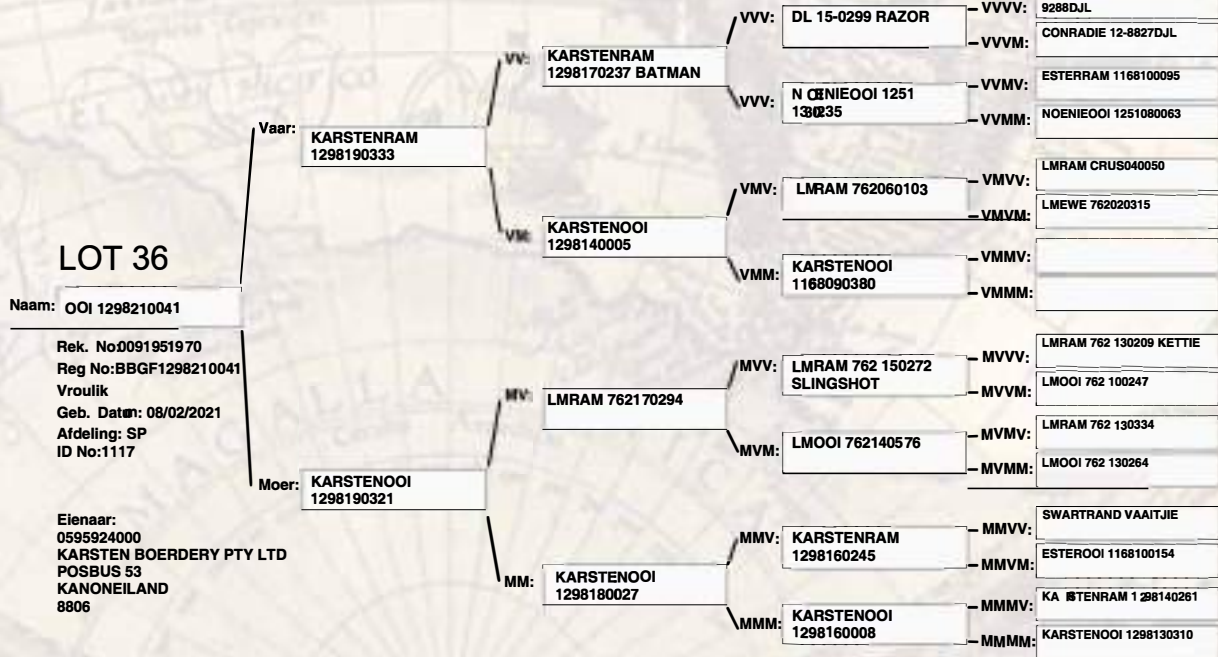 LOT 36
Naam: OOI 1298210041
Rek. No:0091951970
Reg No:BBGF1298210041
Vroulik
Geb. Datum: 08/02/2021
Afdeling: SP
ID No:1117
Eienaar:
0595924000
KARSTEN BOERDERY PTY LTD
POSBUS 53
KANONEILAND
8806
Vaar: KARSTENRAM
1298190333
Moer: KARSTENOOI
1298190321
VV: KARSTENRAM
1298170237 BATMAN
VM: KARSTENOOI
1298140005
MV: LMRAM 762170294
MM: KARSTENOOI
1298180027
VVV: DL 15-0299 RAZOR
VVV: NOENIEOOI 1251
VMV: LMRAM 762060103
VMM: KARSTENOOI
1168090380
MVV: LMRAM 762 150272
SLINGSHOT
MVM: LMOOI 762140576
MMV: KARSTENRAM
1298160245
MMM: KARSTENOOI
1298160008
VVVV: 9288DJL
VVVM: CONRADIE 12-8827DJL
VVMV: ESTERRAM 1168100095
VVMM: NOENIEOOI 1251080063
VMVV: LMRAM CRUS040050
VMVM: LMEWE 762020315
VMMV:
VMMM:
MVVV: LMRAM 762 130209 KETTIE
MVVM: LMOOI 762 100247
MVMV: LMRAM 762 130334
MVMM: LMOOI 762 130264
MMVV: SWARTRAND VAAITJIE
MMVM: ESTEROOI 1168100154
MMMV: KARSTENRAM 1298140261
MMMM: KARSTENOOI 1298130310